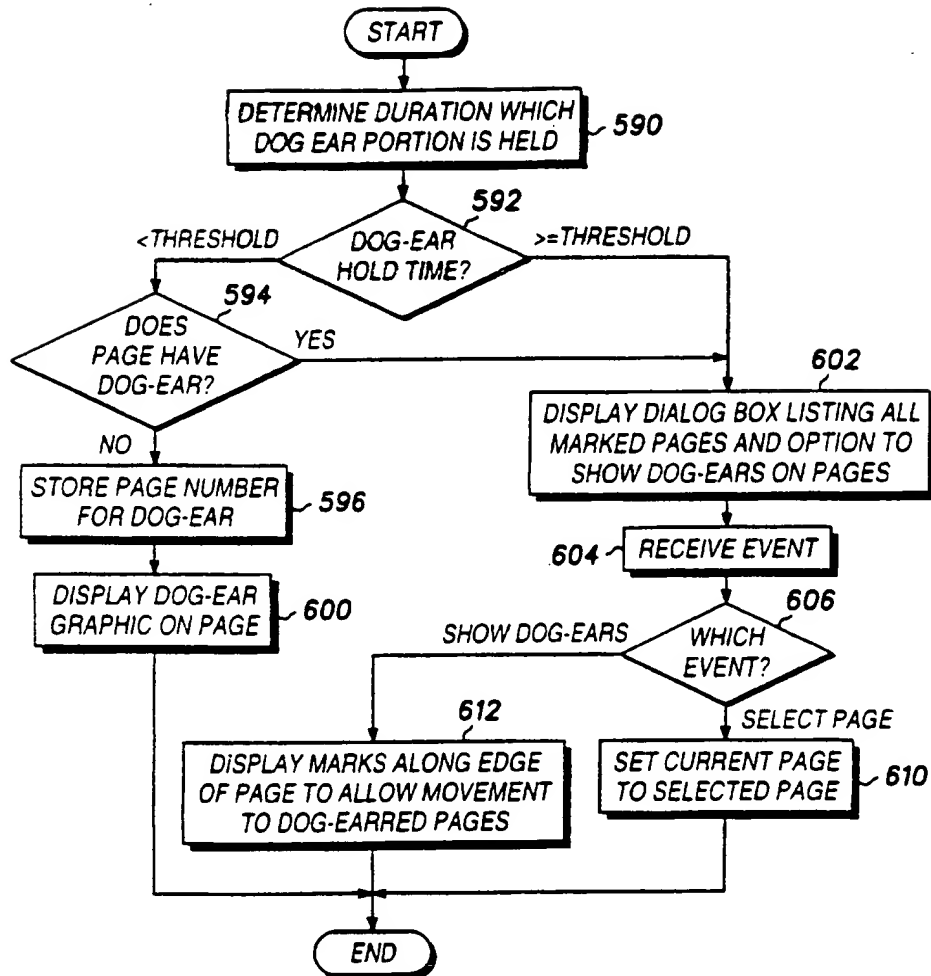 START
DETERMINE DURATION WHICH
DOG EAR PORTION IS HELD
590
592
<THRESHOLD
DOG-EAR
HOLD TIME?
>=THRESHOLD
594
DOES
PAGE HAVE
DOG-EAR?
YES
NO
602
DISPLAY DIALOG BOX LISTING ALL
MARKED PAGES AND OPTION TO
SHOW DOG-EARS ON PAGES
STORE PAGE NUMBER
FOR DOG-EAR
596
604
RECEIVE EVENT
DISPLAY DOG-EAR
GRAPHIC ON PAGE
600
606
SHOW DOG-EARS
WHICH
EVENT?
SELECT PAGE
612
DISPLAY MARKS ALONG EDGE
OF PAGE TO ALLOW MOVEMENT
TO DOG-EARRED PAGES
SET CURRENT PAGE
TO SELECTED PAGE
610
END